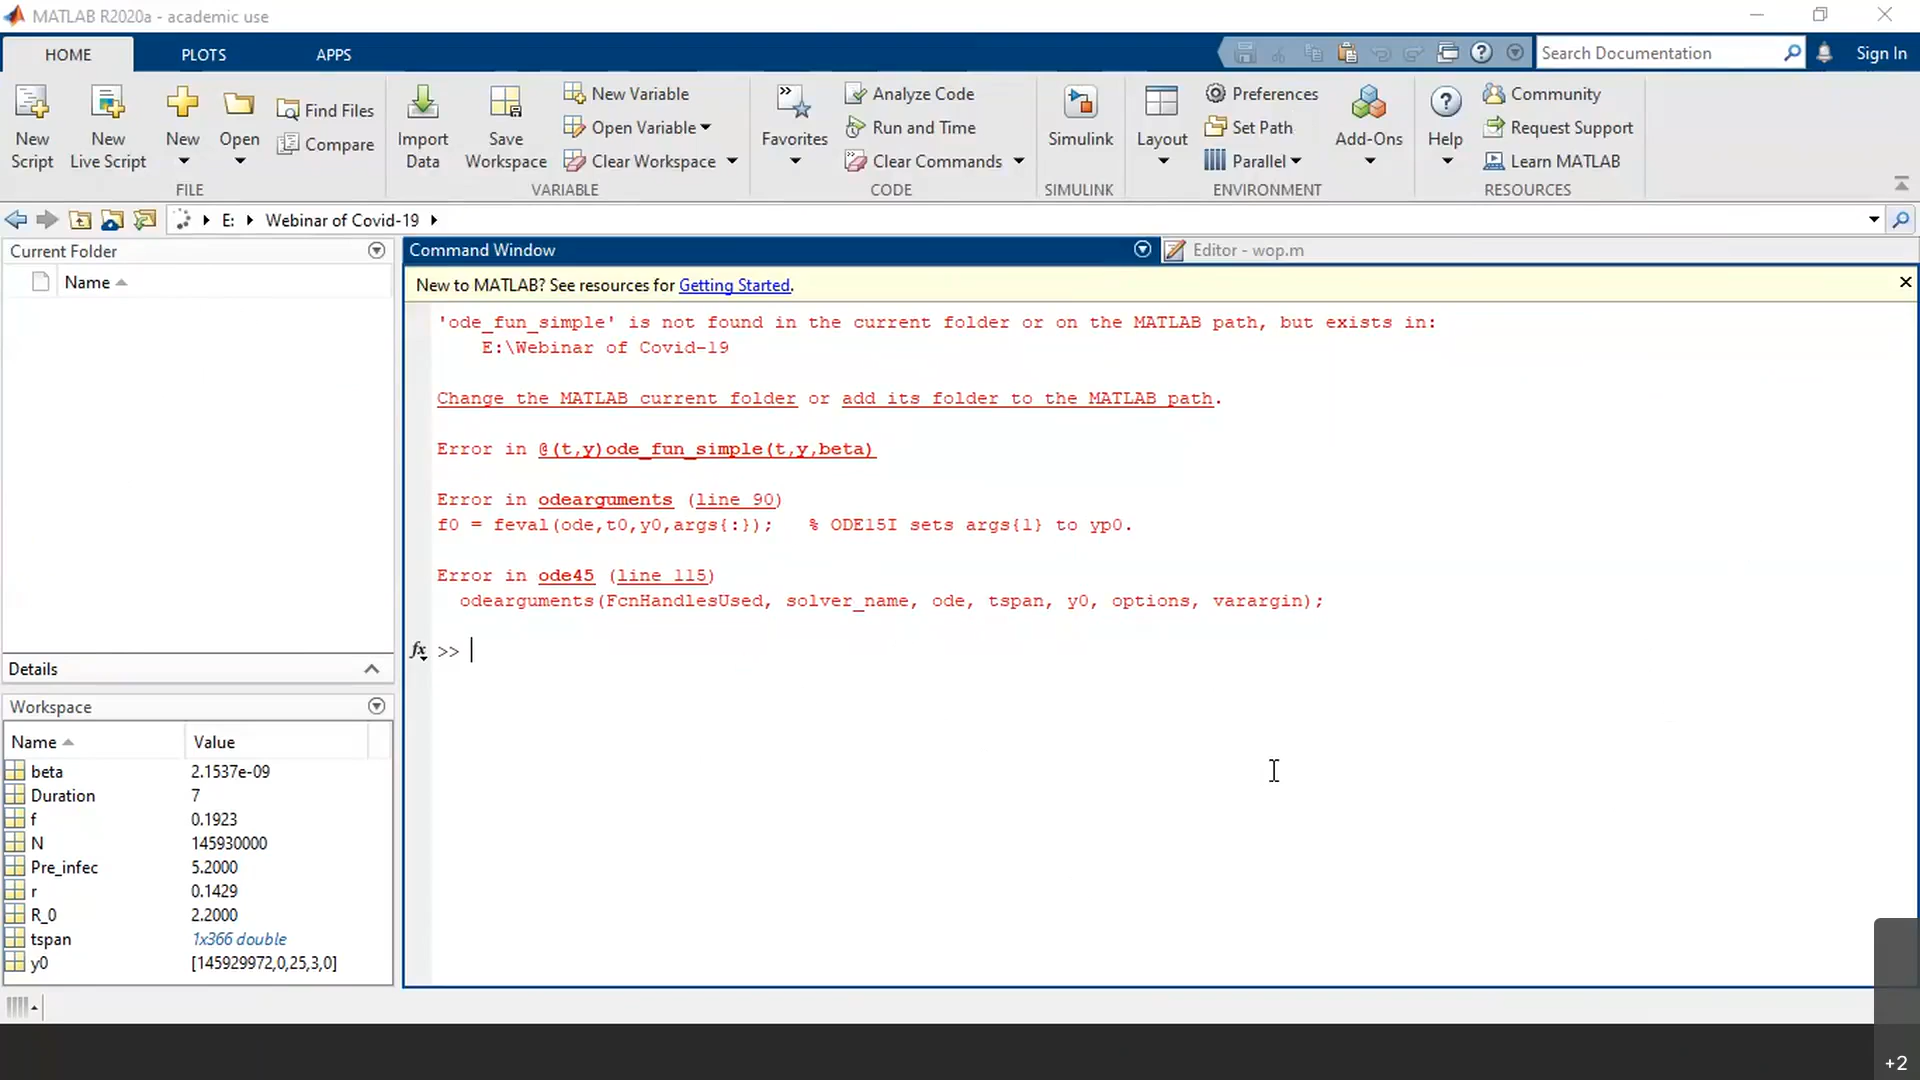 MATLAB R2020a - academic use
HOME PLOTS APPS
Search Documentation
Sign In
New Script
New Live Script
New
Open
Find Files
Compare
FILE
Import Data
Save Workspace
New Variable
Open Variable
Clear Workspace
VARIABLE
Favorites
Analyze Code
Run and Time
Clear Commands
CODE
Simulink
SIMULINK
Layout
Preferences
Set Path
Parallel
Add-Ons
ENVIRONMENT
Help
Community
Request Support
Learn MATLAB
RESOURCES
E: Webinar of Covid-19
Current Folder
Name
Details
Workspace
Name Value
beta 2.1537e-09
Duration 7
f 0.1923
N 145930000
Pre_infec 5.2000
r 0.1429
R_0 2.2000
tspan 1x366 double
y0 [145929972,0,25,3,0]
Command Window
Editor - wop.m
New to MATLAB? See resources for Getting Started.
'ode_fun_simple' is not found in the current folder or on the MATLAB path, but exists in:
E:\Webinar of Covid-19
Change the MATLAB current folder or add its folder to the MATLAB path.
Error in @(t,y)ode_fun_simple(t,y,beta)
Error in odearguments (line 90)
f0 = feval(ode,t0,y0,args{:}); % ODE15I sets args{1} to yp0.
Error in ode45 (line 115)
odearguments(FcnHandlesUsed, solver_name, ode, tspan, y0, options, varargin);
fx >>
+2